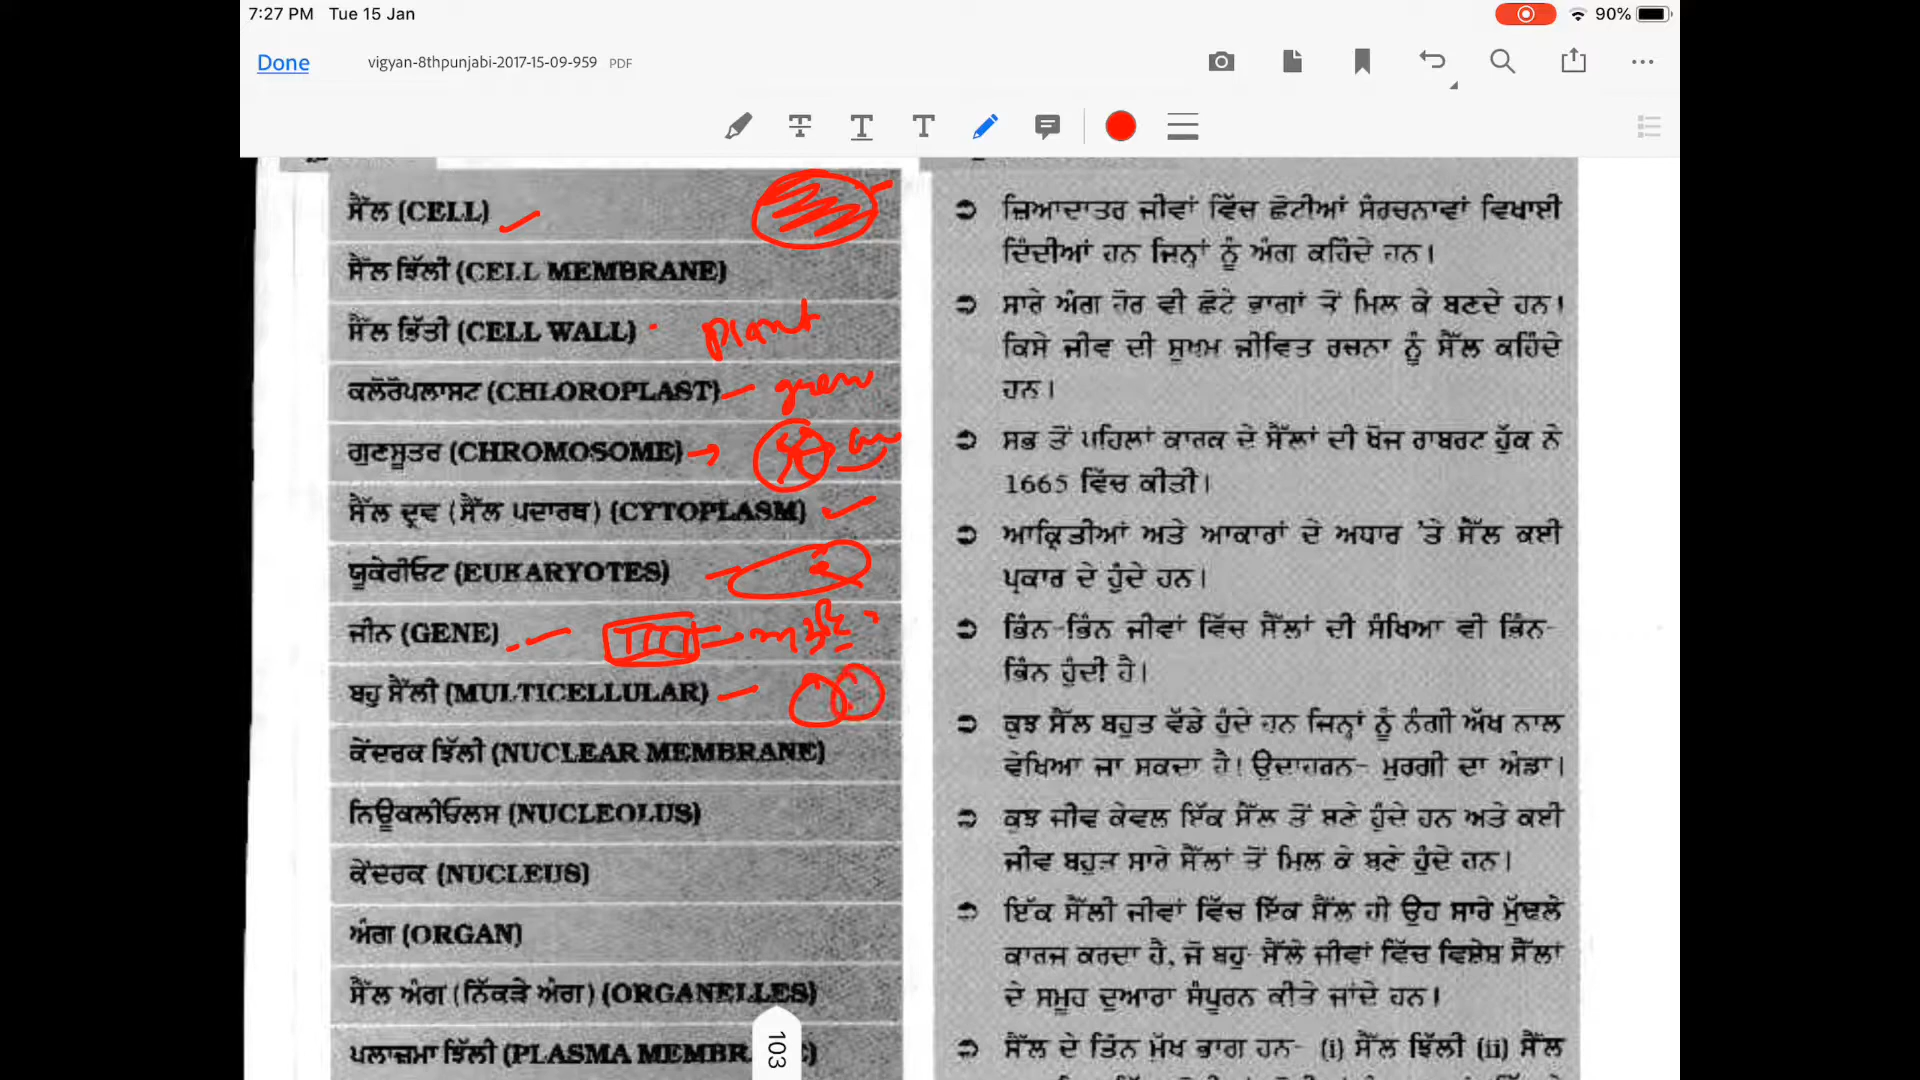 7:27 PM Tue 15 Jan
90%
Done
vigyan-8thpunjabi-2017-15-09-959 PDF
ਸੈੱਲ (CELL)
ਸੈੱਲ ਝਿੱਲੀ (CELL MEMBRANE)
ਸੈੱਲ ਭਿੱਤੀ (CELL WALL) plant
ਕਲੋਰੋਪਲਾਸਟ (CHLOROPLAST) green
ਗੁਣਸੂਤਰ (CHROMOSOME)
ਸੈੱਲ ਦ੍ਰਵ (ਸੈੱਲ ਪਦਾਰਥ) (CYTOPLASM)
ਯੂਕੇਰੀਓਟ (EUKARYOTES)
ਜੀਨ (GENE)
ਬਹੁ ਸੈੱਲੀ (MULTICELLULAR)
ਕੇਂਦਰਕ ਝਿੱਲੀ (NUCLEAR MEMBRANE)
ਨਿਊਕਲੀਓਲਸ (NUCLEOLUS)
ਕੇਂਦਰਕ (NUCLEUS)
ਅੰਗ (ORGAN)
ਸੈੱਲ ਅੰਗ (ਨਿੱਕੜੇ ਅੰਗ) (ORGANELLES)
ਪਲਾਜ਼ਮਾ ਝਿੱਲੀ (PLASMA
103
ਜ਼ਿਆਦਾਤਰ ਜੀਵਾਂ ਵਿੱਚ ਛੋਟੀਆਂ ਸੰਰਚਨਾਵਾਂ ਵਿਖਾਈ
ਦਿੰਦੀਆਂ ਹਨ ਜਿਨ੍ਹਾਂ ਨੂੰ ਅੰਗ ਕਹਿੰਦੇ ਹਨ।
ਸਾਰੇ ਅੰਗ ਹੋਰ ਵੀ ਛੋਟੇ ਭਾਗਾਂ ਤੋਂ ਮਿਲ ਕੇ ਬਣਦੇ ਹਨ।
ਕਿਸੇ ਜੀਵ ਦੀ ਸੂਖਮ ਜੀਵਿਤ ਰਚਨਾ ਨੂੰ ਸੈੱਲ ਕਹਿੰਦੇ
ਹਨ।
ਸਭ ਤੋਂ ਪਹਿਲਾਂ ਕਾਰਕ ਦੇ ਸੈੱਲਾਂ ਦੀ ਖੋਜ ਰਾਬਰਟ ਹੁੱਕ ਨੇ
1665 ਵਿੱਚ ਕੀਤੀ।
ਆਕ੍ਰਿਤੀਆਂ ਅਤੇ ਆਕਾਰਾਂ ਦੇ ਅਧਾਰ 'ਤੇ ਸੈੱਲ ਕਈ
ਪ੍ਰਕਾਰ ਦੇ ਹੁੰਦੇ ਹਨ।
ਭਿੰਨ-ਭਿੰਨ ਜੀਵਾਂ ਵਿੱਚ ਸੈੱਲਾਂ ਦੀ ਸੰਖਿਆ ਵੀ ਭਿੰਨ-
ਭਿੰਨ ਹੁੰਦੀ ਹੈ।
ਕੁਝ ਸੈੱਲ ਬਹੁਤ ਵੱਡੇ ਹੁੰਦੇ ਹਨ ਜਿਨ੍ਹਾਂ ਨੂੰ ਨੰਗੀ ਅੱਖ ਨਾਲ
ਵੇਖਿਆ ਜਾ ਸਕਦਾ ਹੈ। ਉਦਾਹਰਨ- ਮੁਰਗੀ ਦਾ ਅੰਡਾ।
ਕੁਝ ਜੀਵ ਕੇਵਲ ਇੱਕ ਸੈੱਲ ਤੋਂ ਬਣੇ ਹੁੰਦੇ ਹਨ ਅਤੇ ਕਈ
ਜੀਵ ਬਹੁਤ ਸਾਰੇ ਸੈੱਲਾਂ ਤੋਂ ਮਿਲ ਕੇ ਬਣੇ ਹੁੰਦੇ ਹਨ।
ਇੱਕ ਸੈੱਲੀ ਜੀਵਾਂ ਵਿੱਚ ਇੱਕ ਸੈੱਲ ਹੀ ਉਹ ਸਾਰੇ ਮੁੱਢਲੇ
ਕਾਰਜ ਕਰਦਾ ਹੈ, ਜੋ ਬਹੁ- ਸੈੱਲੇ ਜੀਵਾਂ ਵਿੱਚ ਵਿਸ਼ੇਸ਼ ਸੈੱਲਾਂ
ਦੇ ਸਮੂਹ ਦੁਆਰਾ ਸੰਪੂਰਨ ਕੀਤੇ ਜਾਂਦੇ ਹਨ।
ਸੈੱਲ ਦੇ ਤਿੰਨ ਮੁੱਖ ਭਾਗ ਹਨ- (i) ਸੈੱਲ ਝਿੱਲੀ (ii) ਸੈੱਲ